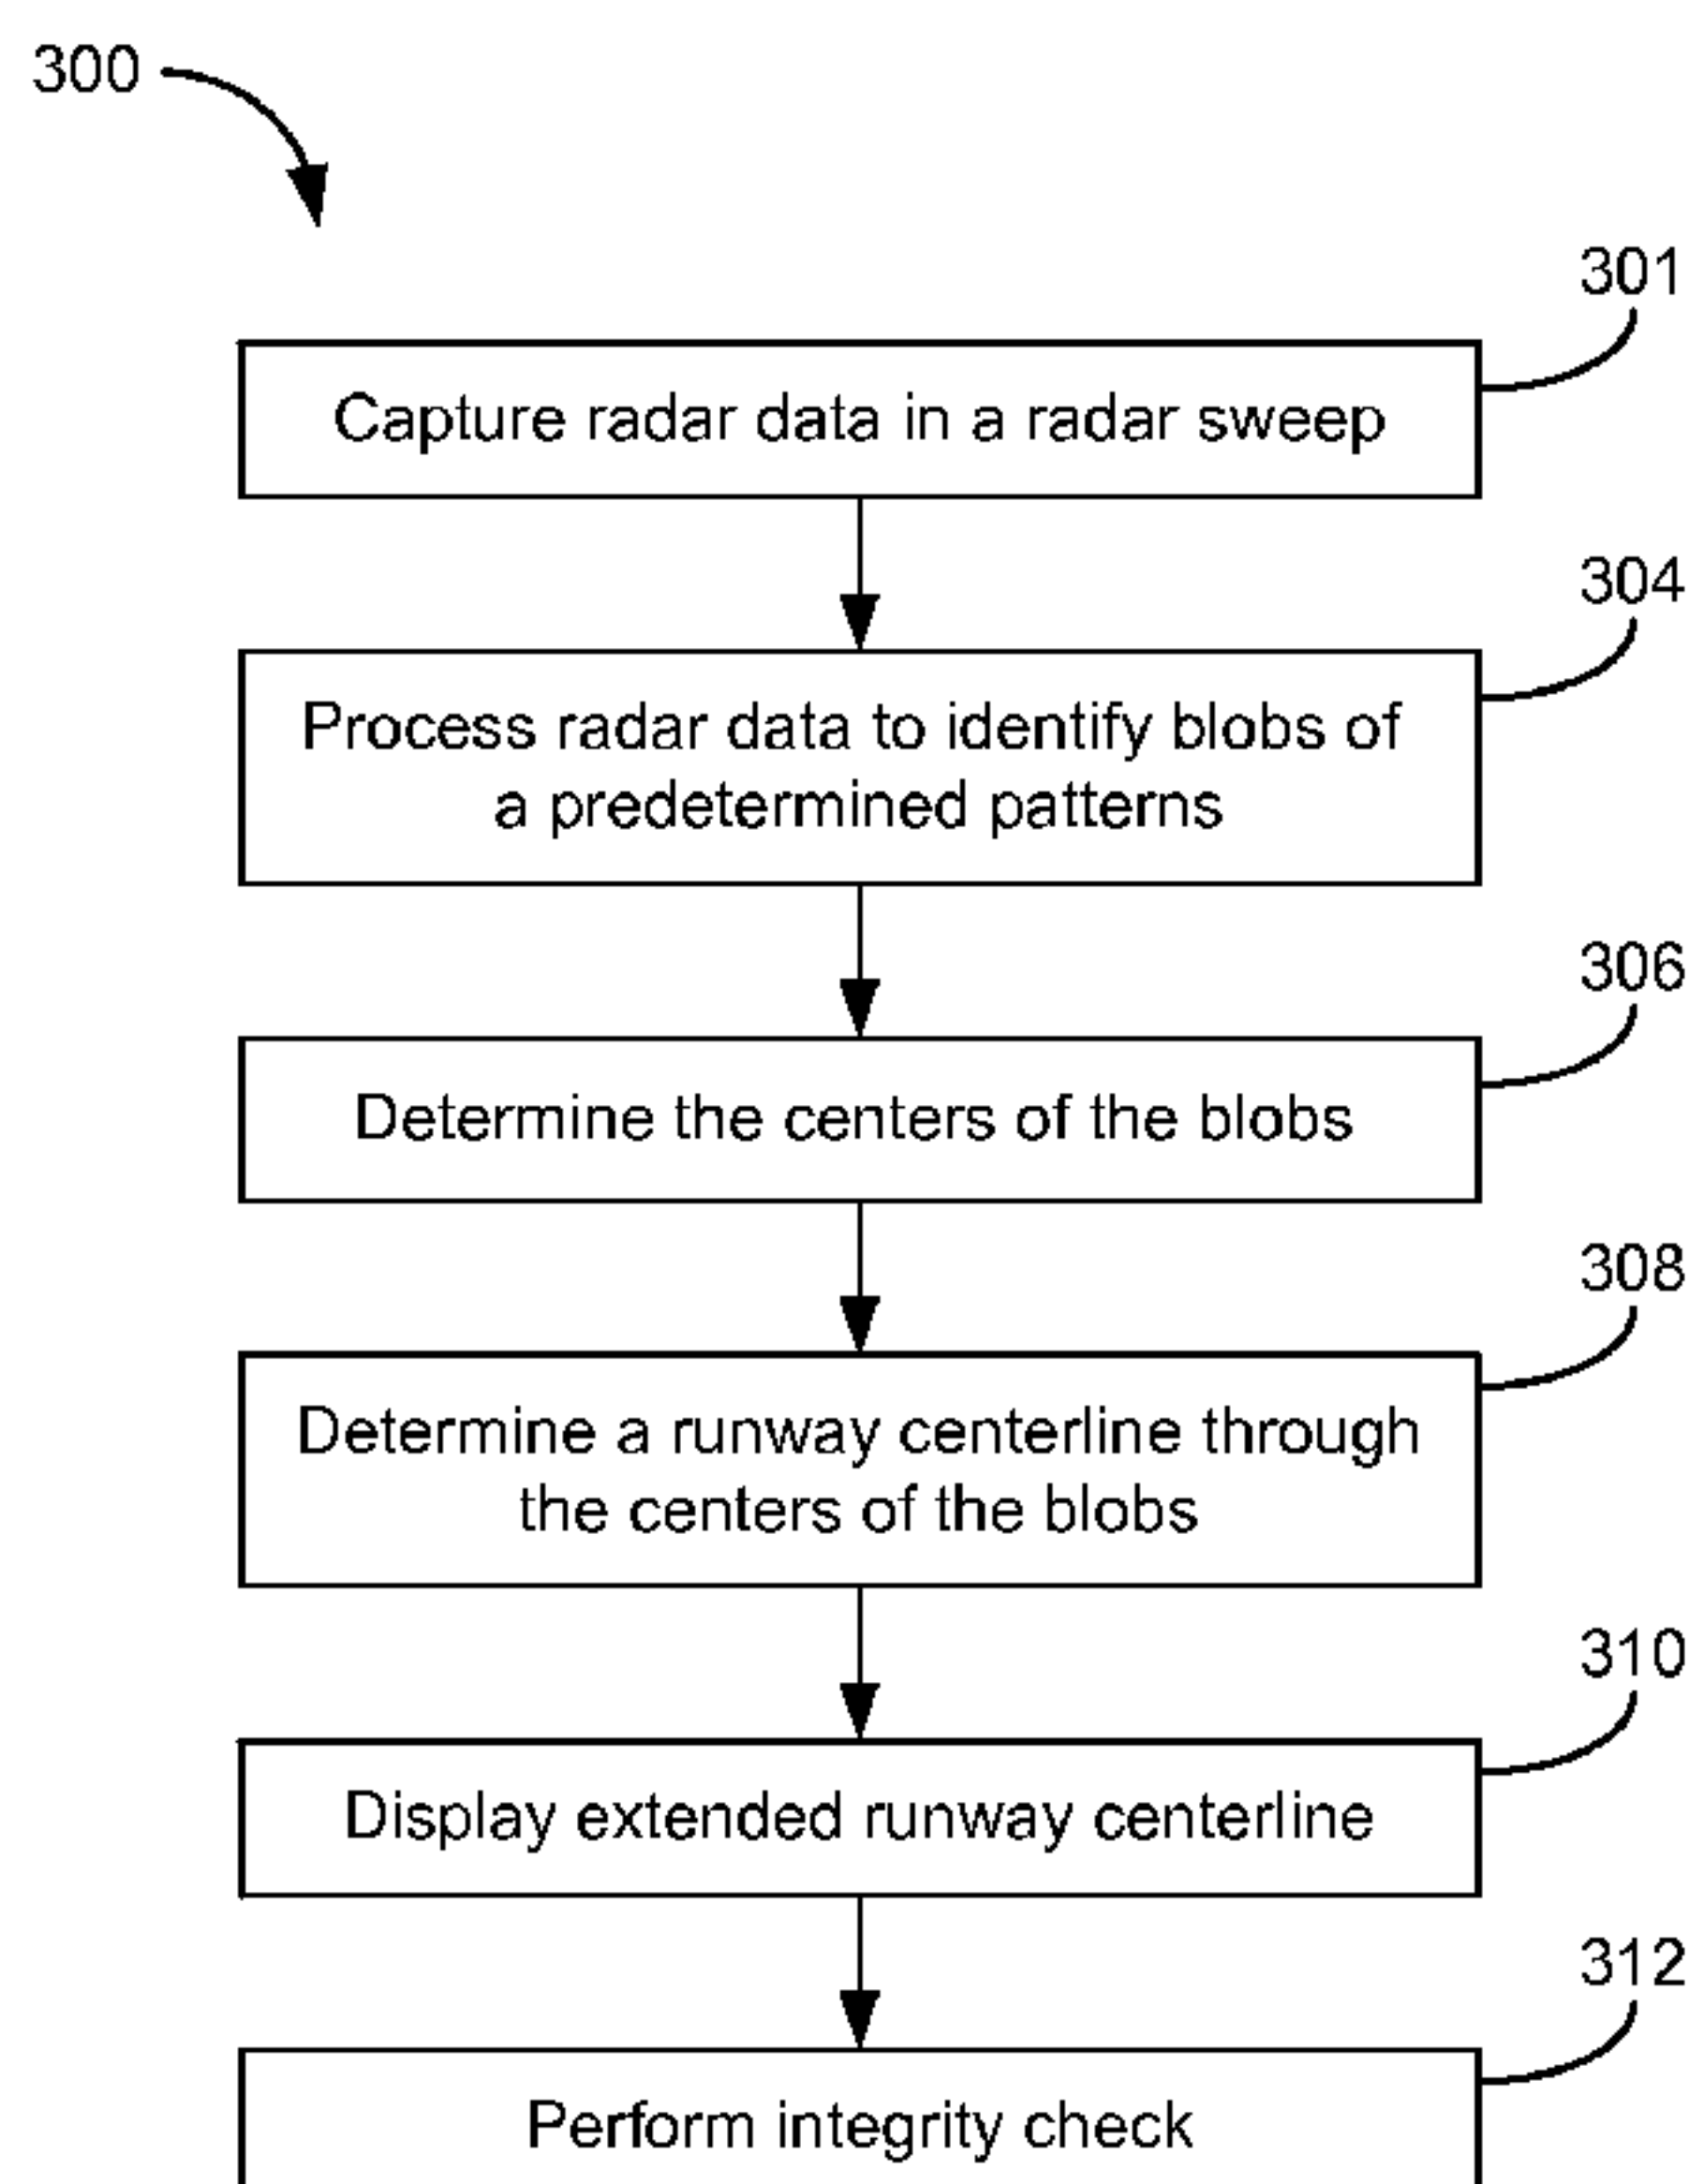 300
301
Capture radar data in a radar sweep
304
Process radar data to identify blobs of
a predetermined patterns
306
Determine the centers of the blobs
308
Determine a runway centerline through
the centers of the blobs
310
Display extended runway centerline
312
Perform integrity check